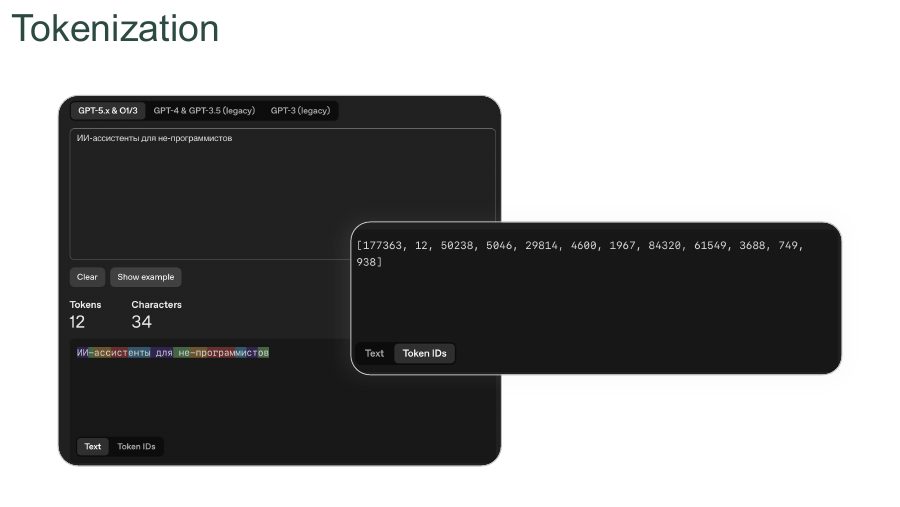 Tokenization
GPT-5.x & O1/3 GPT-4 & GPT-3.5 (legacy) GPT-3 (legacy)
ИИ-ассистенты для не-программистов
Clear Show example
Tokens Characters
12 34
ИИ-ассистенты для не-программистов
Text Token IDs
[177363, 12, 50238, 5046, 29814, 4600, 1967, 84320, 61549, 3688, 749,
938]
Text Token IDs